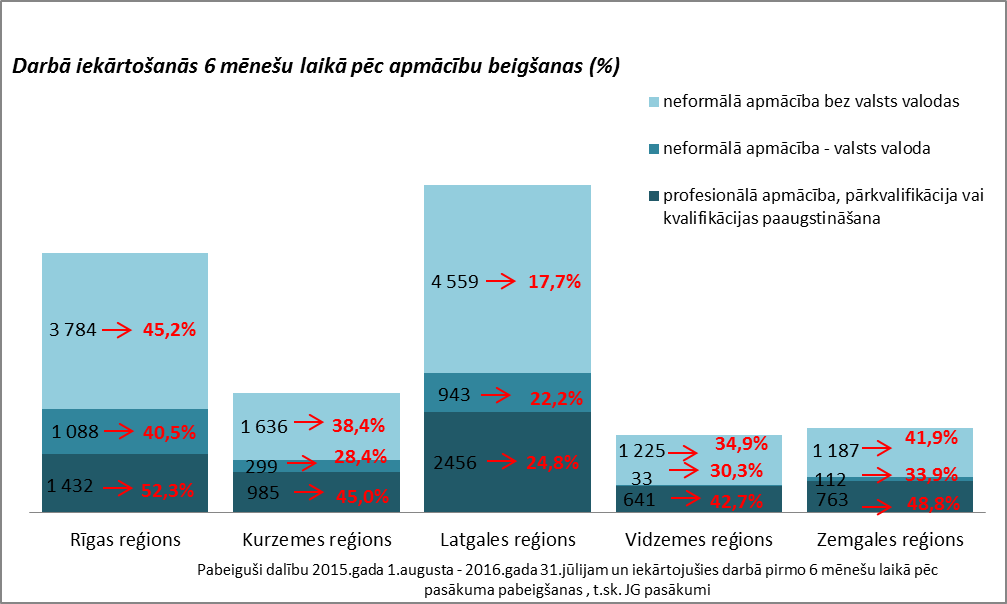 Darbā iekārtošanās 6 mēnešu laikā pēc apmācību beigšanas (%)
neformālā apmācība bez valsts valodas
neformālā apmācība - valsts valoda
profesionālā apmācība, pārkvalifikācija vai
kvalifikācijas paaugstināšana
3 784 → 45,2%
1 088 → 40,5%
1 432 → 52,3%
1 636 → 38,4%
299 → 28,4%
985 → 45,0%
4 559 → 17,7%
943 → 22,2%
2456 → 24,8%
1 225 → 34,9%
33 → 30,3%
641 → 42,7%
1 187 → 41,9%
112 → 33,9%
763 → 48,8%
Rīgas reģions
Kurzemes reģions
Latgales reģions
Vidzemes reģions
Zemgales reģions
Pabeiguši dalību 2015.gada 1.augusta - 2016.gada 31.jūlijam un iekārtojušies darbā pirmo 6 mēnešu laikā pēc
pasākuma pabeigšanas , t.sk. JG pasākumi